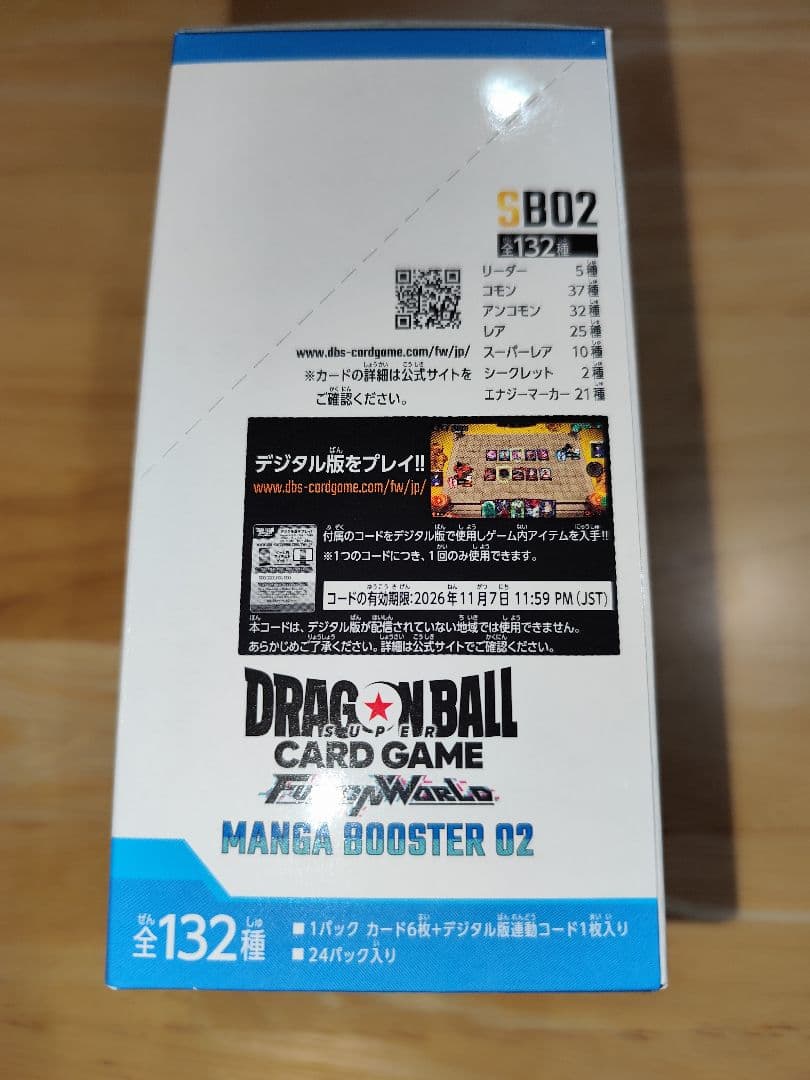 SB02
全132種
リーダー 5種
コモン 37種
アンコモン 32種
レア 25種
スーパーレア 10種
シークレット 2種
エナジーマーカー 21種
www.dbs-cardgame.com/fw/jp/
※カードの詳細は公式サイトを
ご確認ください。
デジタル版をプレイ!!
www.dbs-cardgame.com/fw/jp/
付属のコードをデジタル版で使用しゲーム内アイテムを入手!!
※1つのコードにつき、1回のみ使用できます。
コードの有効期限:2026年11月7日 11:59 PM (JST)
本コードは、デジタル版が配信されていない地域では使用できません。
あらかじめご了承ください。詳細は公式サイトでご確認ください。
DRAGON BALL
SUPER
CARD GAME
FUSION WORLD
MANGA BOOSTER 02
全132種
■ 1パック カード6枚+デジタル版連動コード1枚入り
■ 24パック入り